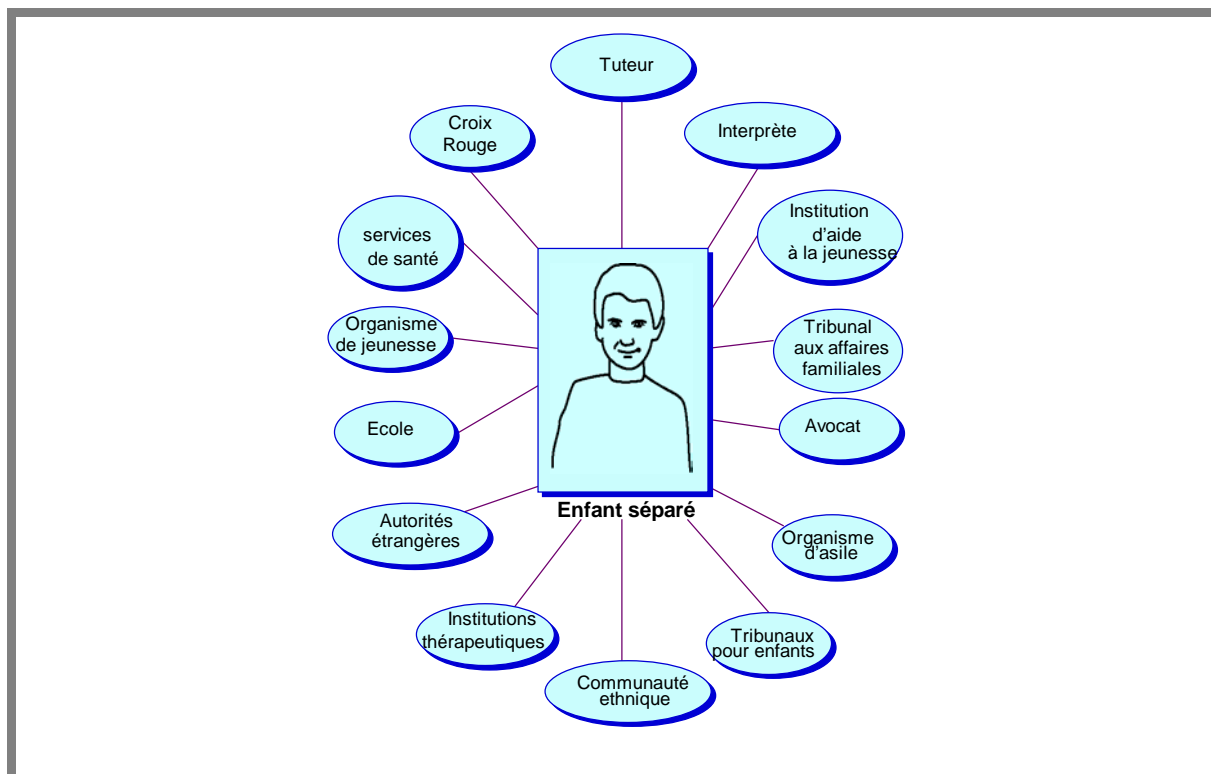 Tuteur
Croix
Rouge
Interprète
services
de santé
Institution
d'aide
à la jeunesse
Organisme
de jeunesse
Tribunal
aux affaires
familiales
Ecole
Avocat
Enfant séparé
Autorités
étrangères
Organisme
d'asile
Institutions
thérapeutiques
Tribunaux
pour enfants
Communauté
ethnique